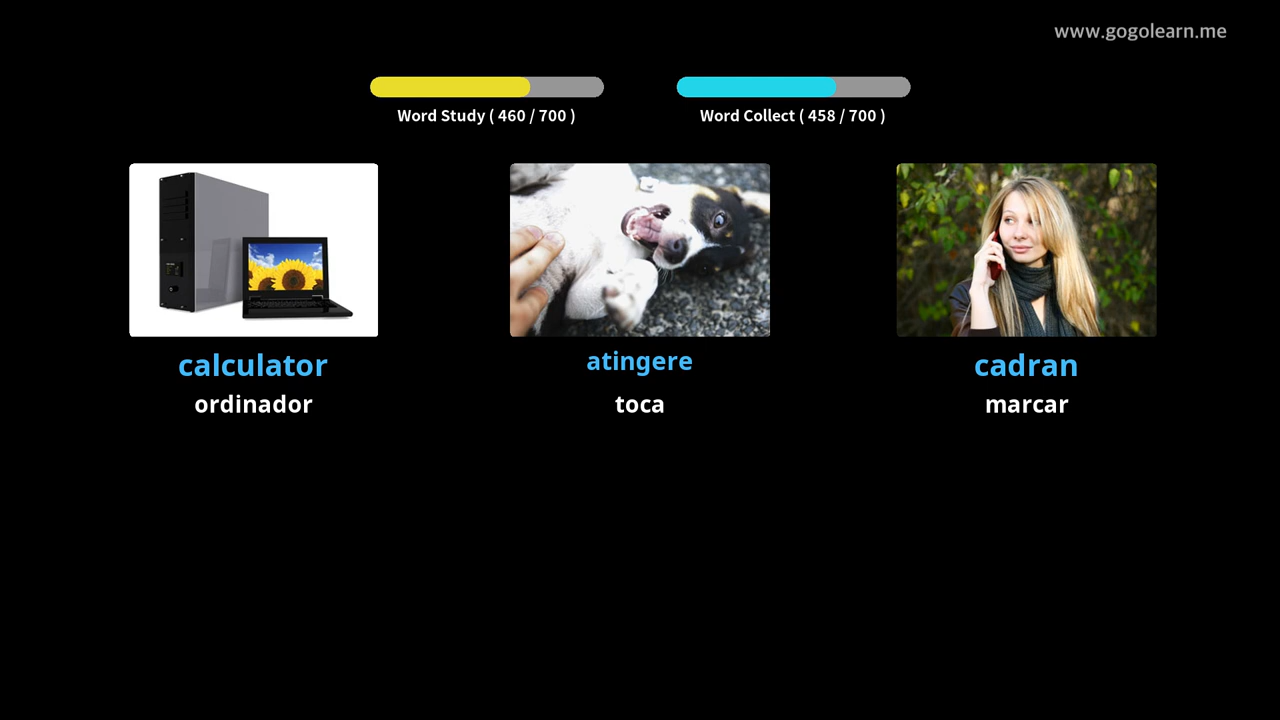 www.gogolearn.me
Word Study ( 460 / 700 )
Word Collect ( 458 / 700 )
calculator
ordinador
atingere
toca
cadran
marcar